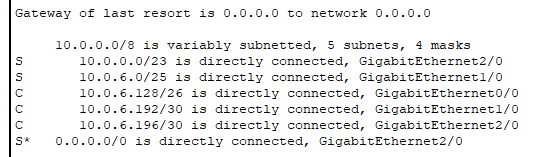 Gateway of last resort is 0.0.0.0 to network 0.0.0.0
10.0.0.0/8 is variably subnetted, 5 subnets, 4 masks
S 10.0.0.0/23 is directly connected, GigabitEthernet2/0
S 10.0.6.0/25 is directly connected, GigabitEthernet1/0
C 10.0.6.128/26 is directly connected, GigabitEthernet0/0
C 10.0.6.192/30 is directly connected, GigabitEthernet1/0
C 10.0.6.196/30 is directly connected, GigabitEthernet2/0
S* 0.0.0.0/0 is directly connected, GigabitEthernet2/0